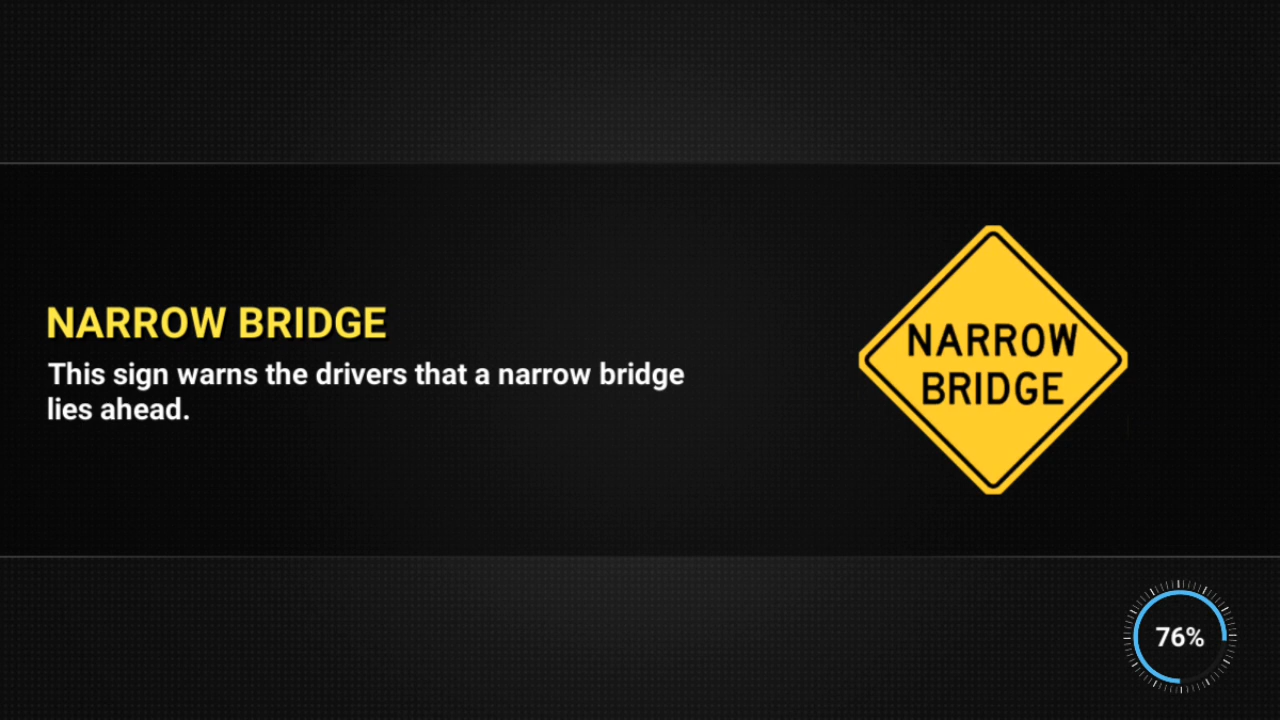 NARROW BRIDGE
This sign warns the drivers that a narrow bridge
lies ahead.
NARROW
BRIDGE
76%